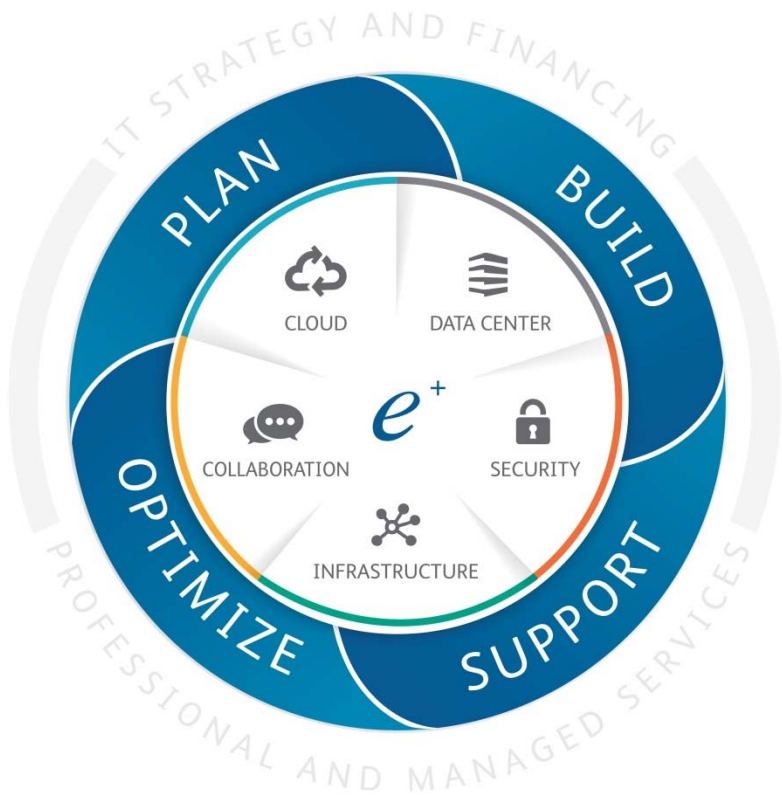 IT STRATEGY AND FINANCING
PLAN
BUILD
CLOUD
DATA CENTER
e+
COLLABORATION
SECURITY
INFRASTRUCTURE
OPTIMIZE
SUPPORT
PROFESSIONAL AND MANAGED SERVICES